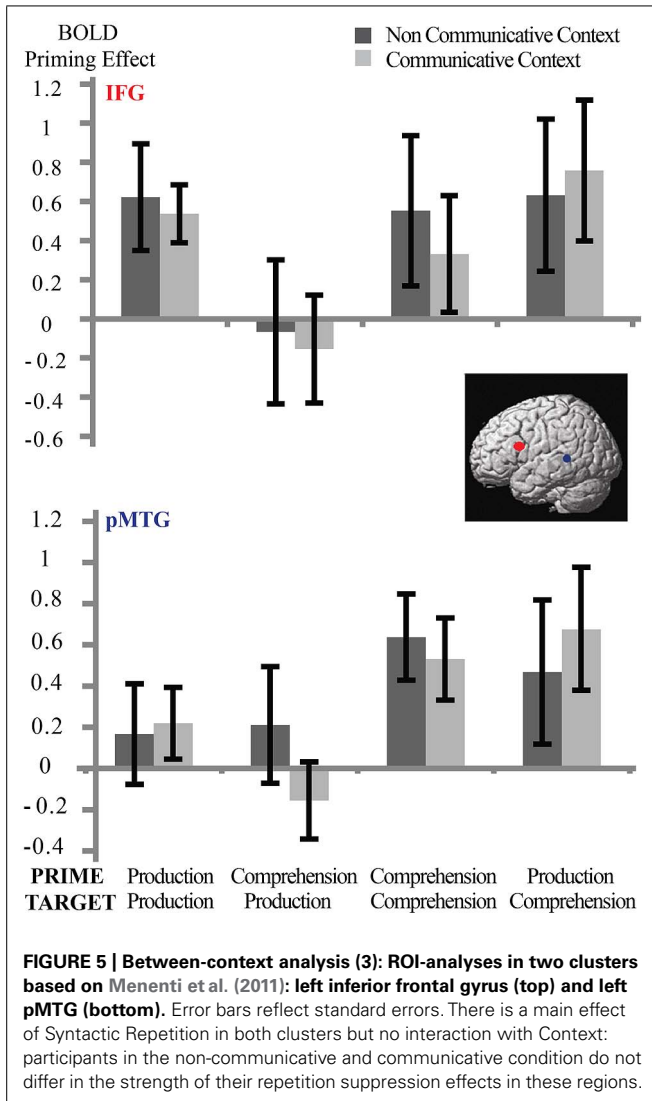 BOLD
Priming Effect
Non Communicative Context
Communicative Context
IFG
1.2
1
0.8
0.6
0.4
0.2
0
-0.2
-0.4
-0.6
pMTG
1.2
1
0.8
0.6
0.4
0.2
0
-0.2
-0.4
PRIME Production Comprehension Comprehension Production
TARGET Production Production Comprehension Comprehension
FIGURE 5 | Between-context analysis (3): ROI-analyses in two clusters
based on Menenti et al. (2011): left inferior frontal gyrus (top) and left
pMTG (bottom). Error bars reflect standard errors. There is a main effect
of Syntactic Repetition in both clusters but no interaction with Context:
participants in the non-communicative and communicative condition do not
differ in the strength of their repetition suppression effects in these regions.